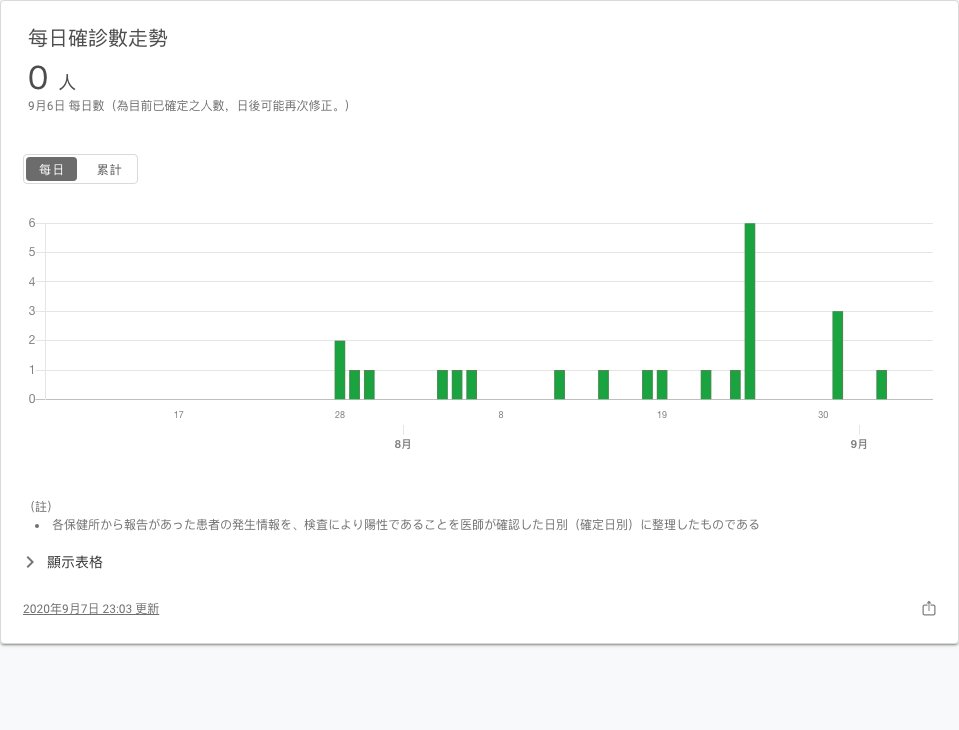 每日確診數走勢
0 人
9月6日 每日數（為目前已確定之人數，日後可能再次修正。）
每日 累計
6
5
4
3
2
1
0
17 28 8 19 30
8月 9月
（註）
• 各保健所から報告があった患者の発生情報を、検査により陽性であることを医師が確認した日別（確定日別）に整理したものである
顯示表格
2020年9月7日 23:03 更新